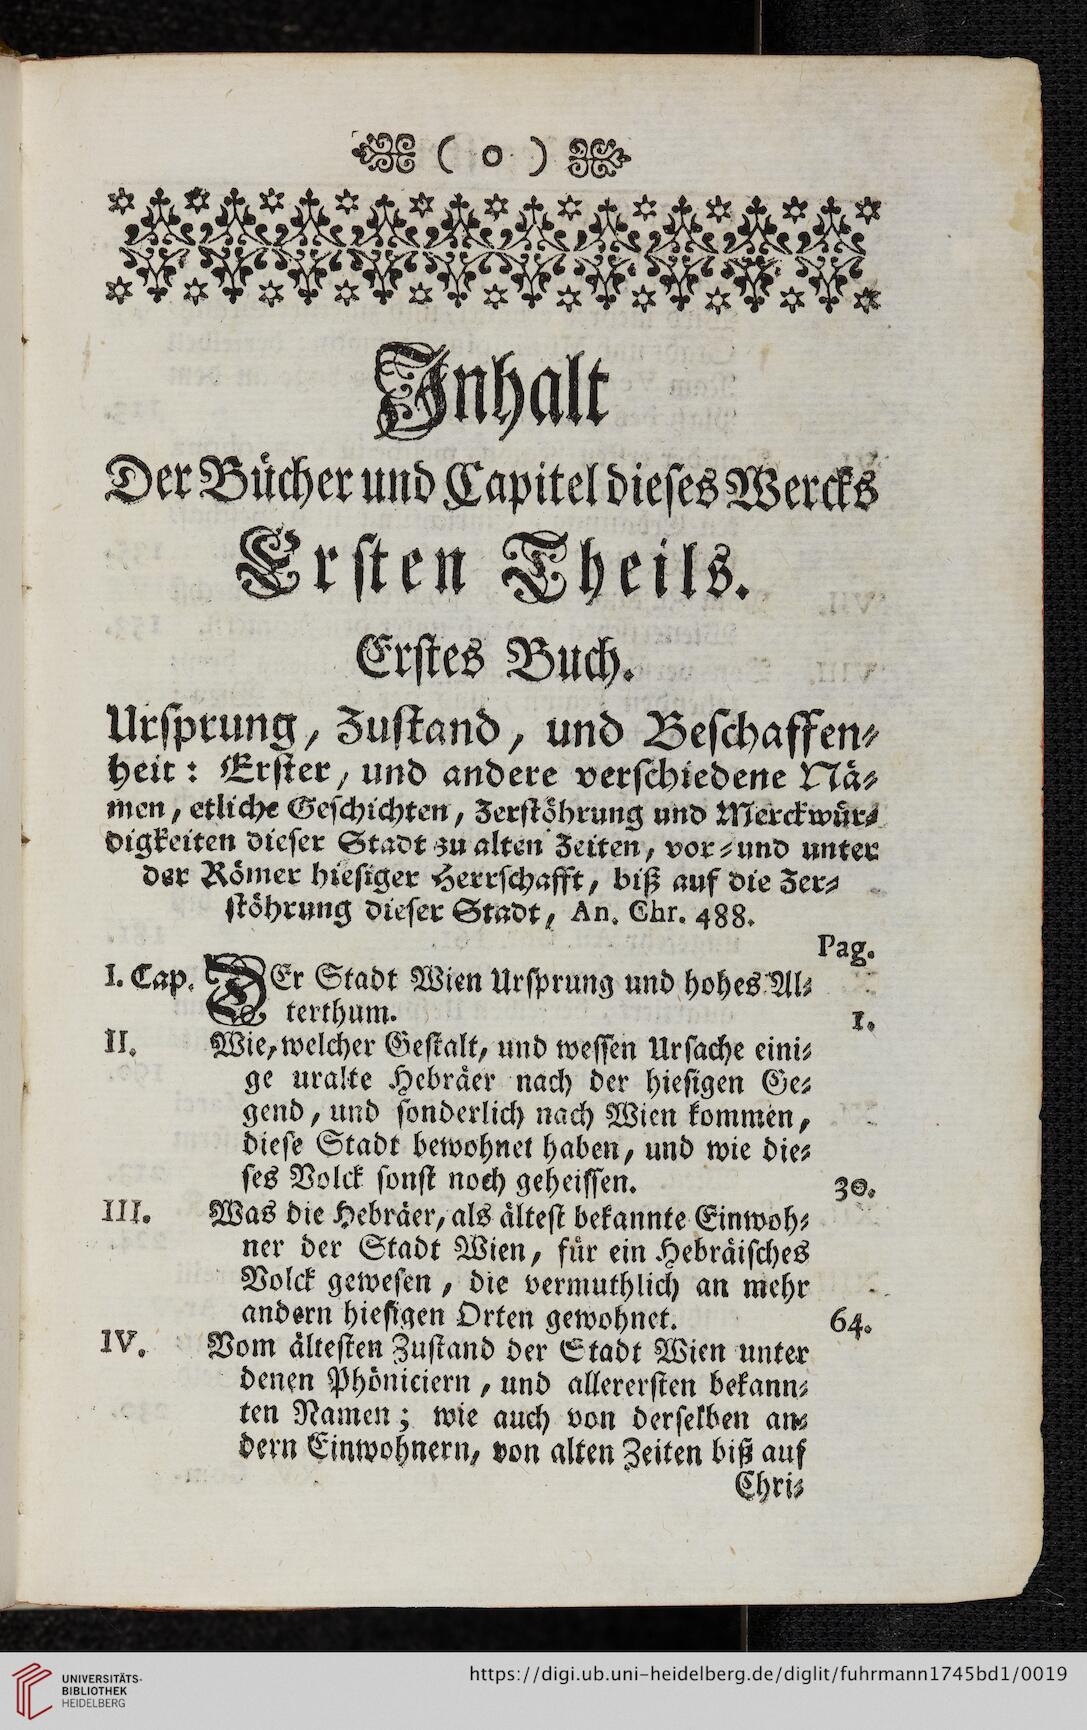 ( o )
Inhalt
Der Bücher und Capitel dieses Wercks
Ersten Theils.
Erstes Buch.
Ursprung, Zustand, und Beschaffen⸗
heit: Erster, und andere verschiedene Nä⸗
men, etliche Geschichten, Zerstöhrung und Merckwür⸗
digkeiten dieser Stadt zu alten Zeiten, vor⸗und unter
der Römer hiesiger Herrschafft, biß auf die Zer⸗
stöhrung dieser Stadt, An. Chr. 488.
Pag.
I. Cap. DEr Stadt Wien Ursprung und hohes Al⸗
terthum. 1.
II. Wie, welcher Gestalt, und wessen Ursache eini⸗
ge uralte Hebräer nach der hiesigen Ge⸗
gend, und sonderlich nach Wien kommen,
diese Stadt bewohnet haben, und wie die⸗
ses Volck sonst noch geheissen. 30.
III. Was die Hebräer, als ältest bekannte Einwoh⸗
ner der Stadt Wien, für ein Hebräisches
Volck gewesen, die vermuthlich an mehr
andern hiesigen Orten gewohnet. 64.
IV. Vom ältesten Zustand der Stadt Wien unter
denen Phöniciern, und allerersten bekann⸗
ten Namen; wie auch von derselben an⸗
dern Einwohnern, von alten Zeiten biß auf
Chri⸗
UNIVERSITÄTS-
BIBLIOTHEK
HEIDELBERG
https://digi.ub.uni-heidelberg.de/diglit/fuhrmann1745bd1/0019